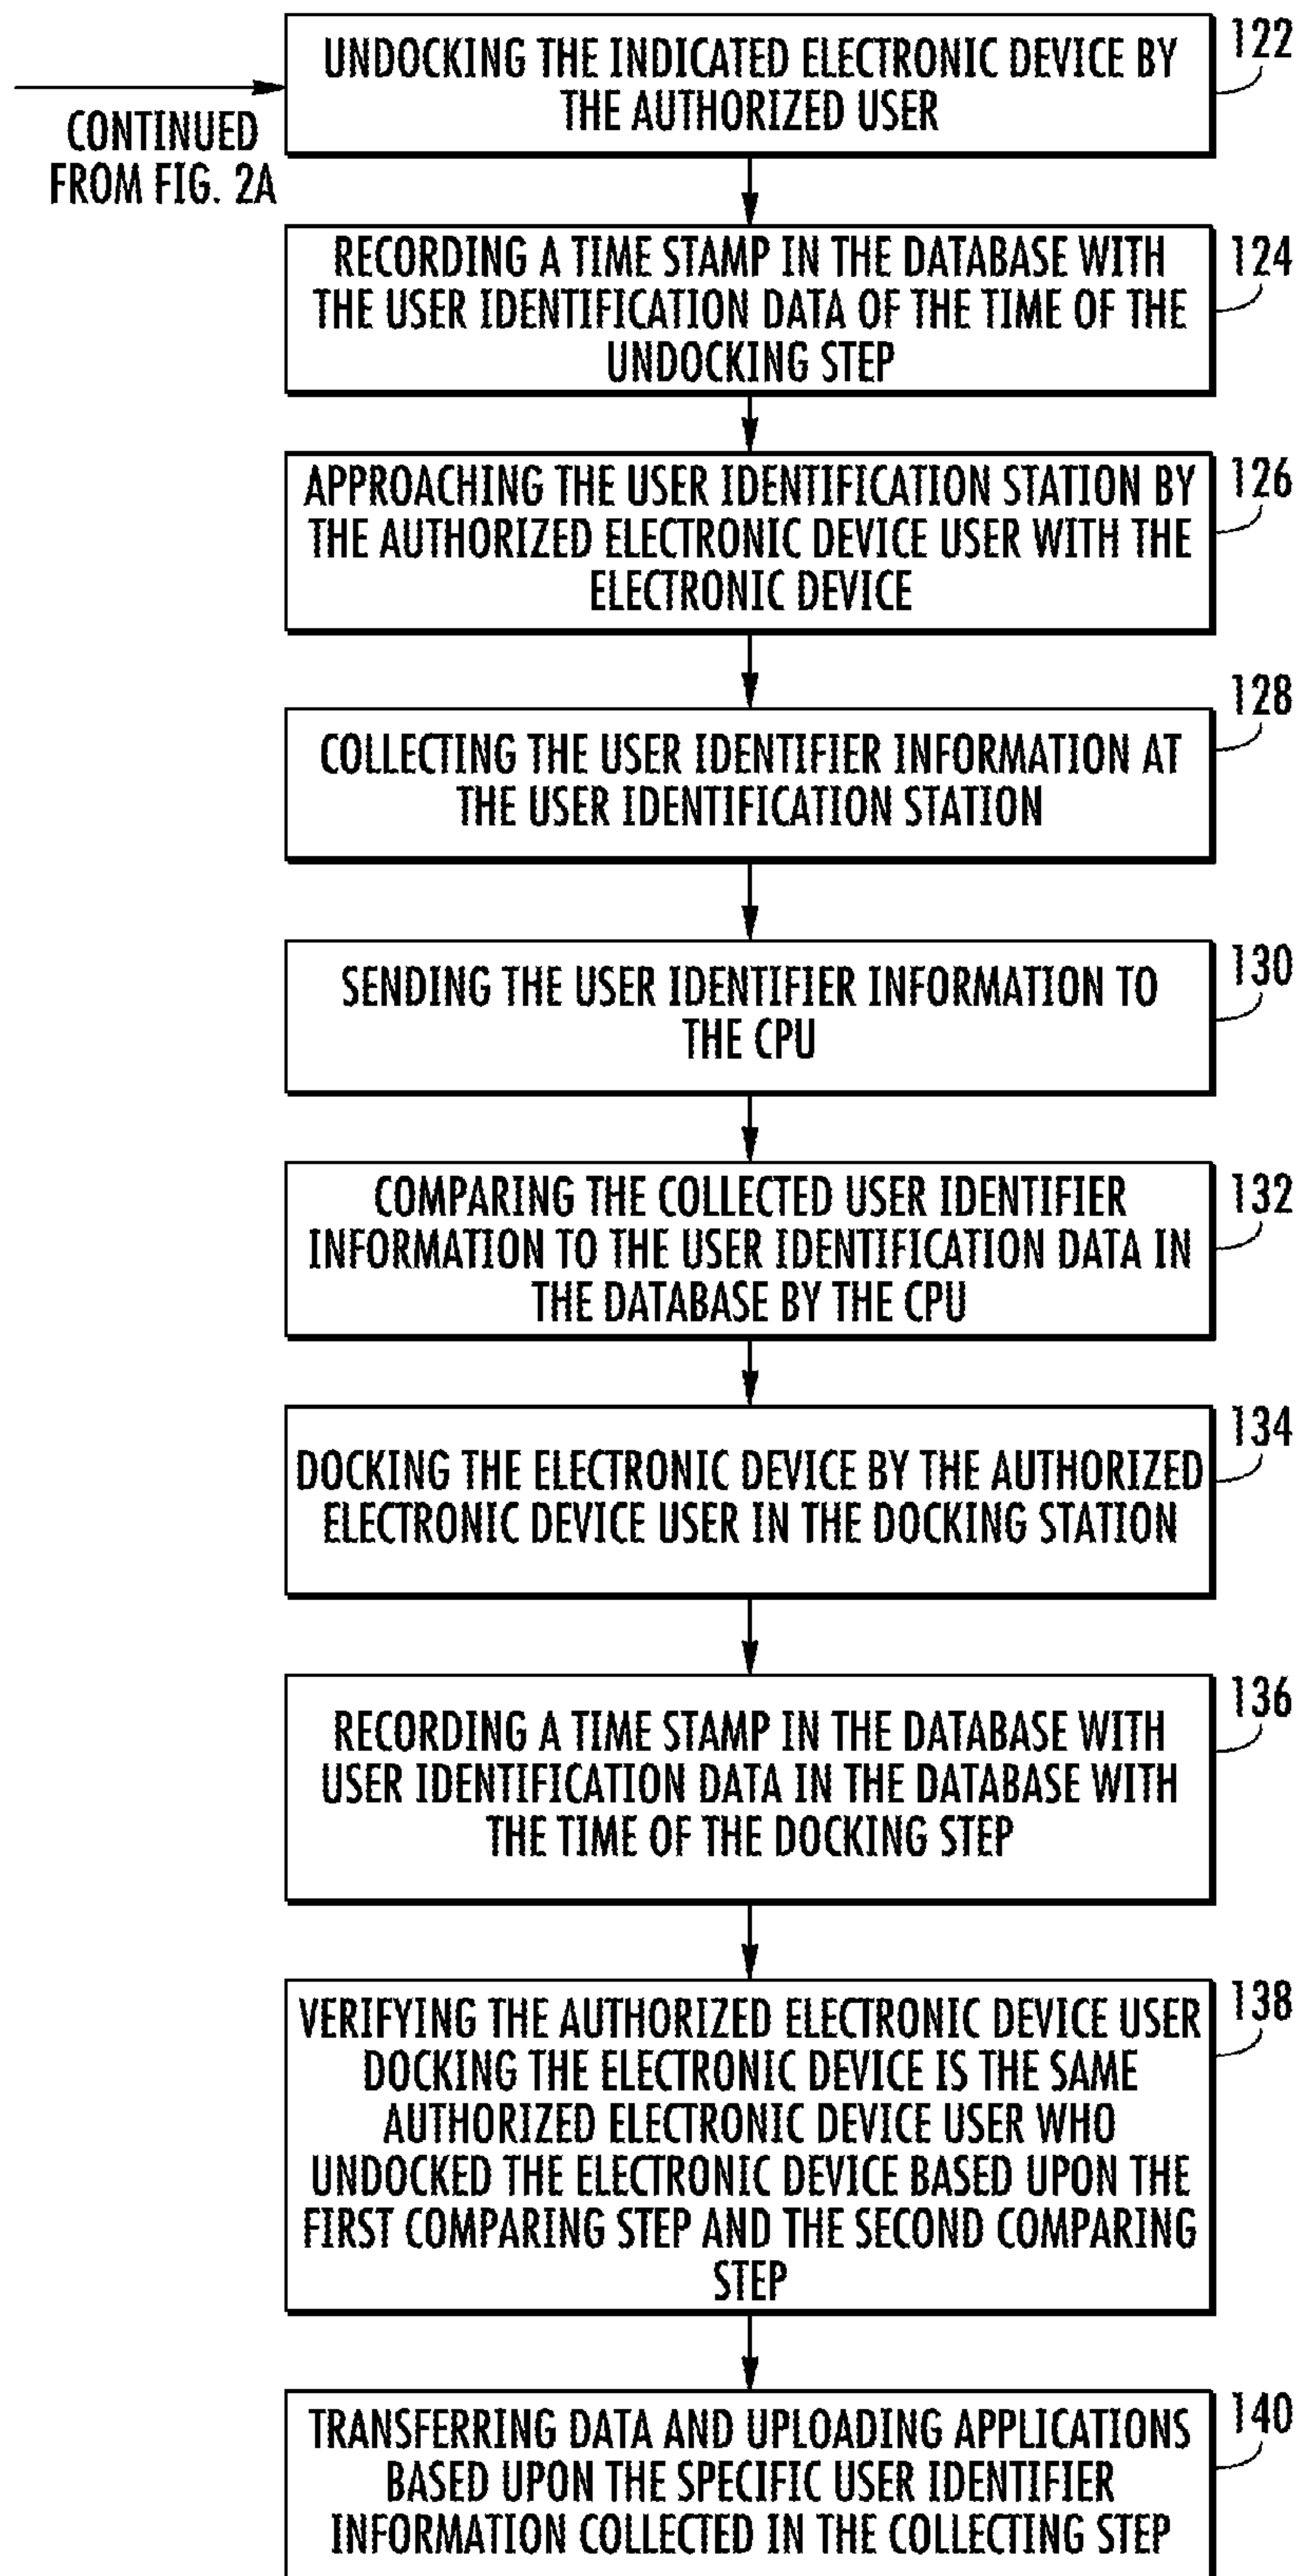 UNDOCKING THE INDICATED ELECTRONIC DEVICE BY
THE AUTHORIZED USER
122
CONTINUED
FROM FIG. 2A
RECORDING A TIME STAMP IN THE DATABASE WITH
THE USER IDENTIFICATION DATA OF THE TIME OF THE
UNDOCKING STEP
124
APPROACHING THE USER IDENTIFICATION STATION BY
THE AUTHORIZED ELECTRONIC DEVICE USER WITH THE
ELECTRONIC DEVICE
126
COLLECTING THE USER IDENTIFIER INFORMATION AT
THE USER IDENTIFICATION STATION
128
SENDING THE USER IDENTIFIER INFORMATION TO
THE CPU
130
COMPARING THE COLLECTED USER IDENTIFIER
INFORMATION TO THE USER IDENTIFICATION DATA IN
THE DATABASE BY THE CPU
132
DOCKING THE ELECTRONIC DEVICE BY THE AUTHORIZED
ELECTRONIC DEVICE USER IN THE DOCKING STATION
134
RECORDING A TIME STAMP IN THE DATABASE WITH
USER IDENTIFICATION DATA IN THE DATABASE WITH
THE TIME OF THE DOCKING STEP
136
VERIFYING THE AUTHORIZED ELECTRONIC DEVICE USER
DOCKING THE ELECTRONIC DEVICE IS THE SAME
AUTHORIZED ELECTRONIC DEVICE USER WHO
UNDOCKED THE ELECTRONIC DEVICE BASED UPON THE
FIRST COMPARING STEP AND THE SECOND COMPARING
STEP
138
TRANSFERRING DATA AND UPLOADING APPLICATIONS
BASED UPON THE SPECIFIC USER IDENTIFIER
INFORMATION COLLECTED IN THE COLLECTING STEP
140